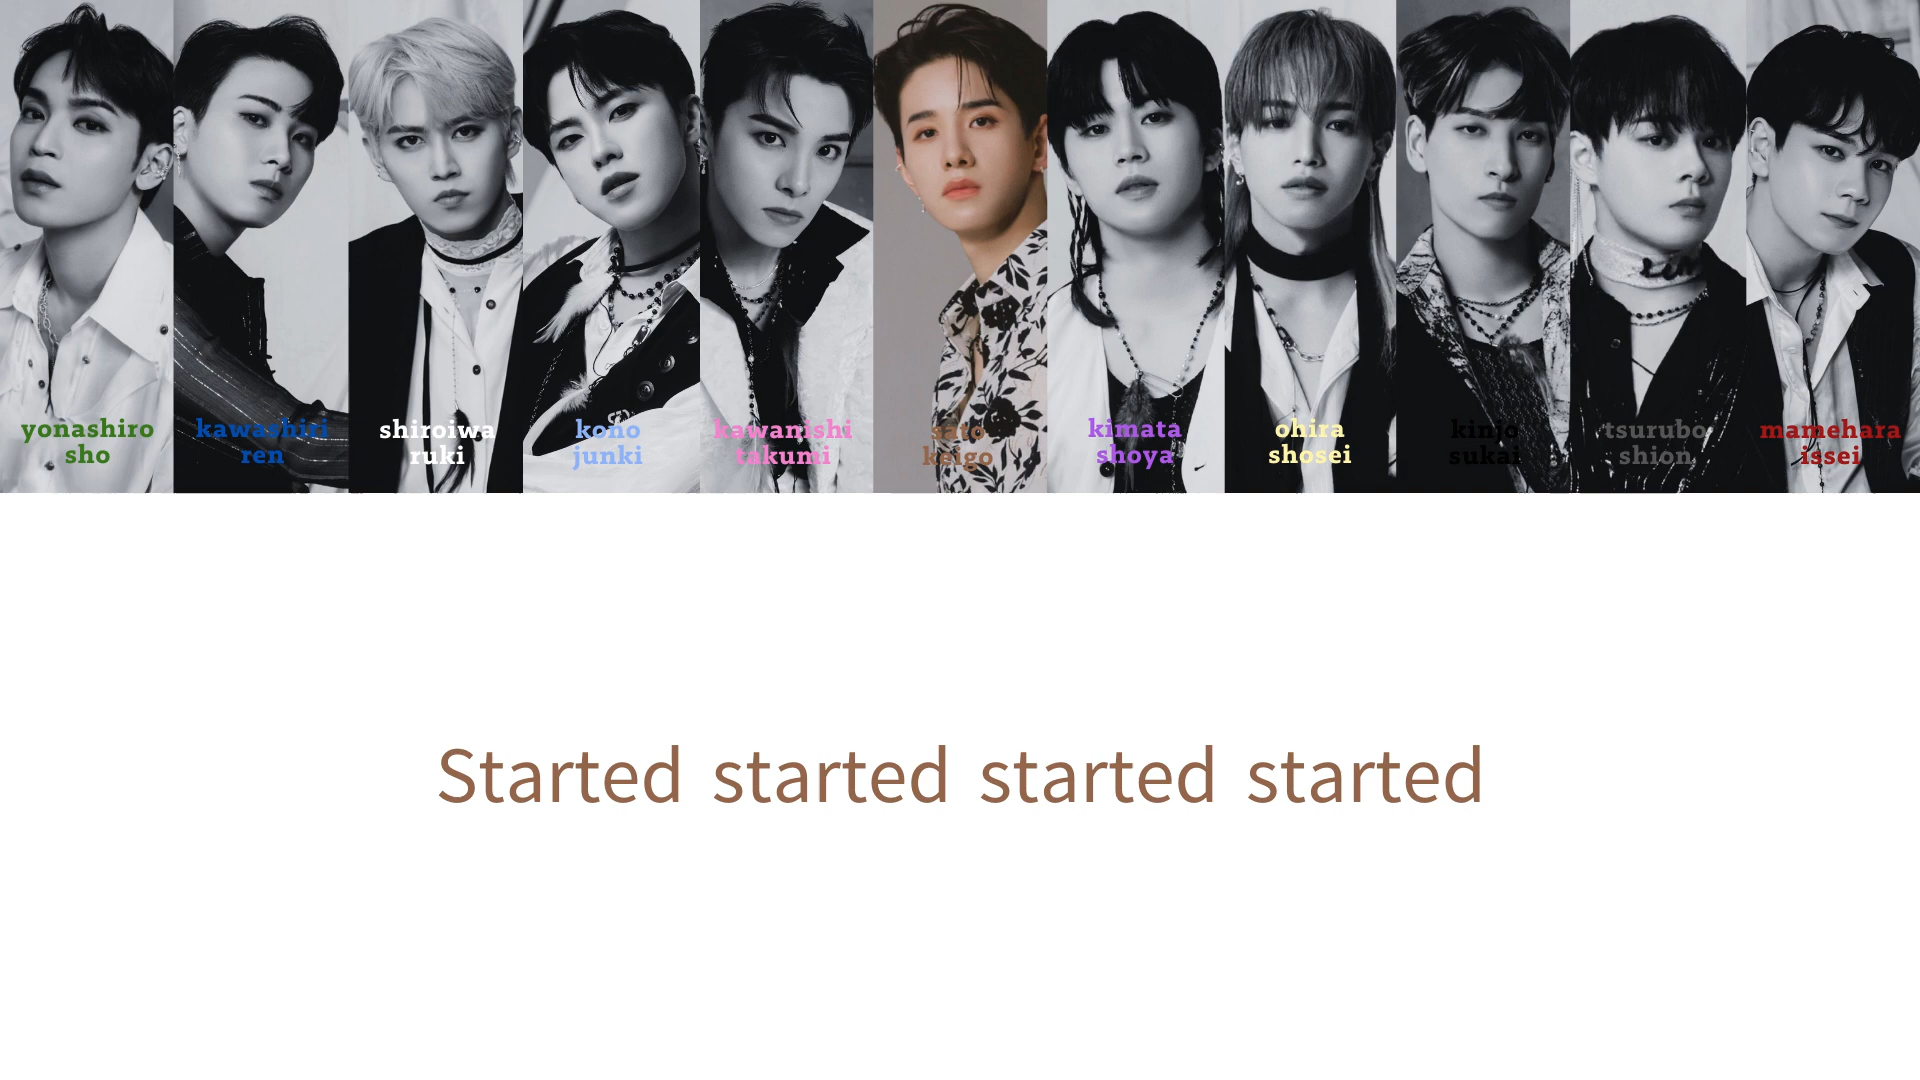 yonashiro
sho
kawashiri
ren
shiroiwa
ruki
kono
junki
kawanishi
takumi
sato
keigo
kimata
shoya
ohira
shosei
kinjo
sukai
tsurubo
shion
mamehara
issei
Started started started started